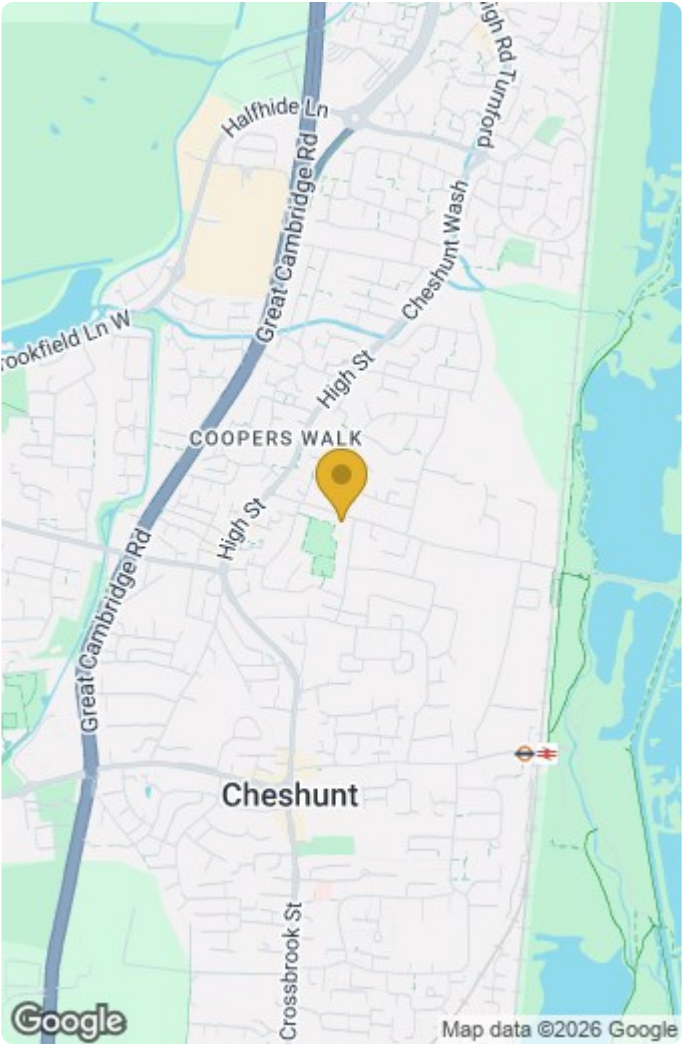 igh Rd Turnford
Halfhide Ln
Great Cambridge Rd
Cheshunt Wash
rookfield Ln W
High St
COOPERS WALK
High St
Great Cambridge Rd
Cheshunt
Crossbrook St
Google
Map data ©2026 Google